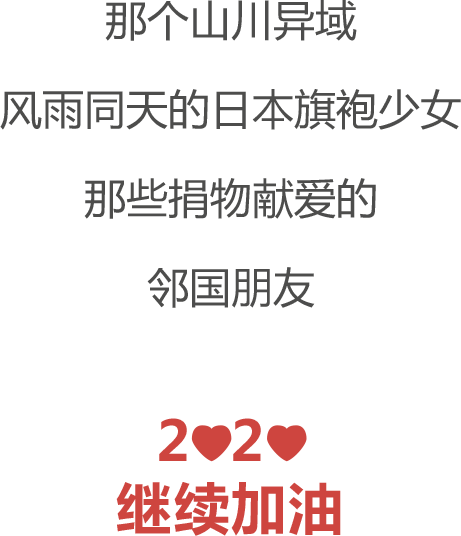 那个山川异域
风雨同天的日本旗袍少女
那些捐物献爱的
邻国朋友
2❤2❤
继续加油